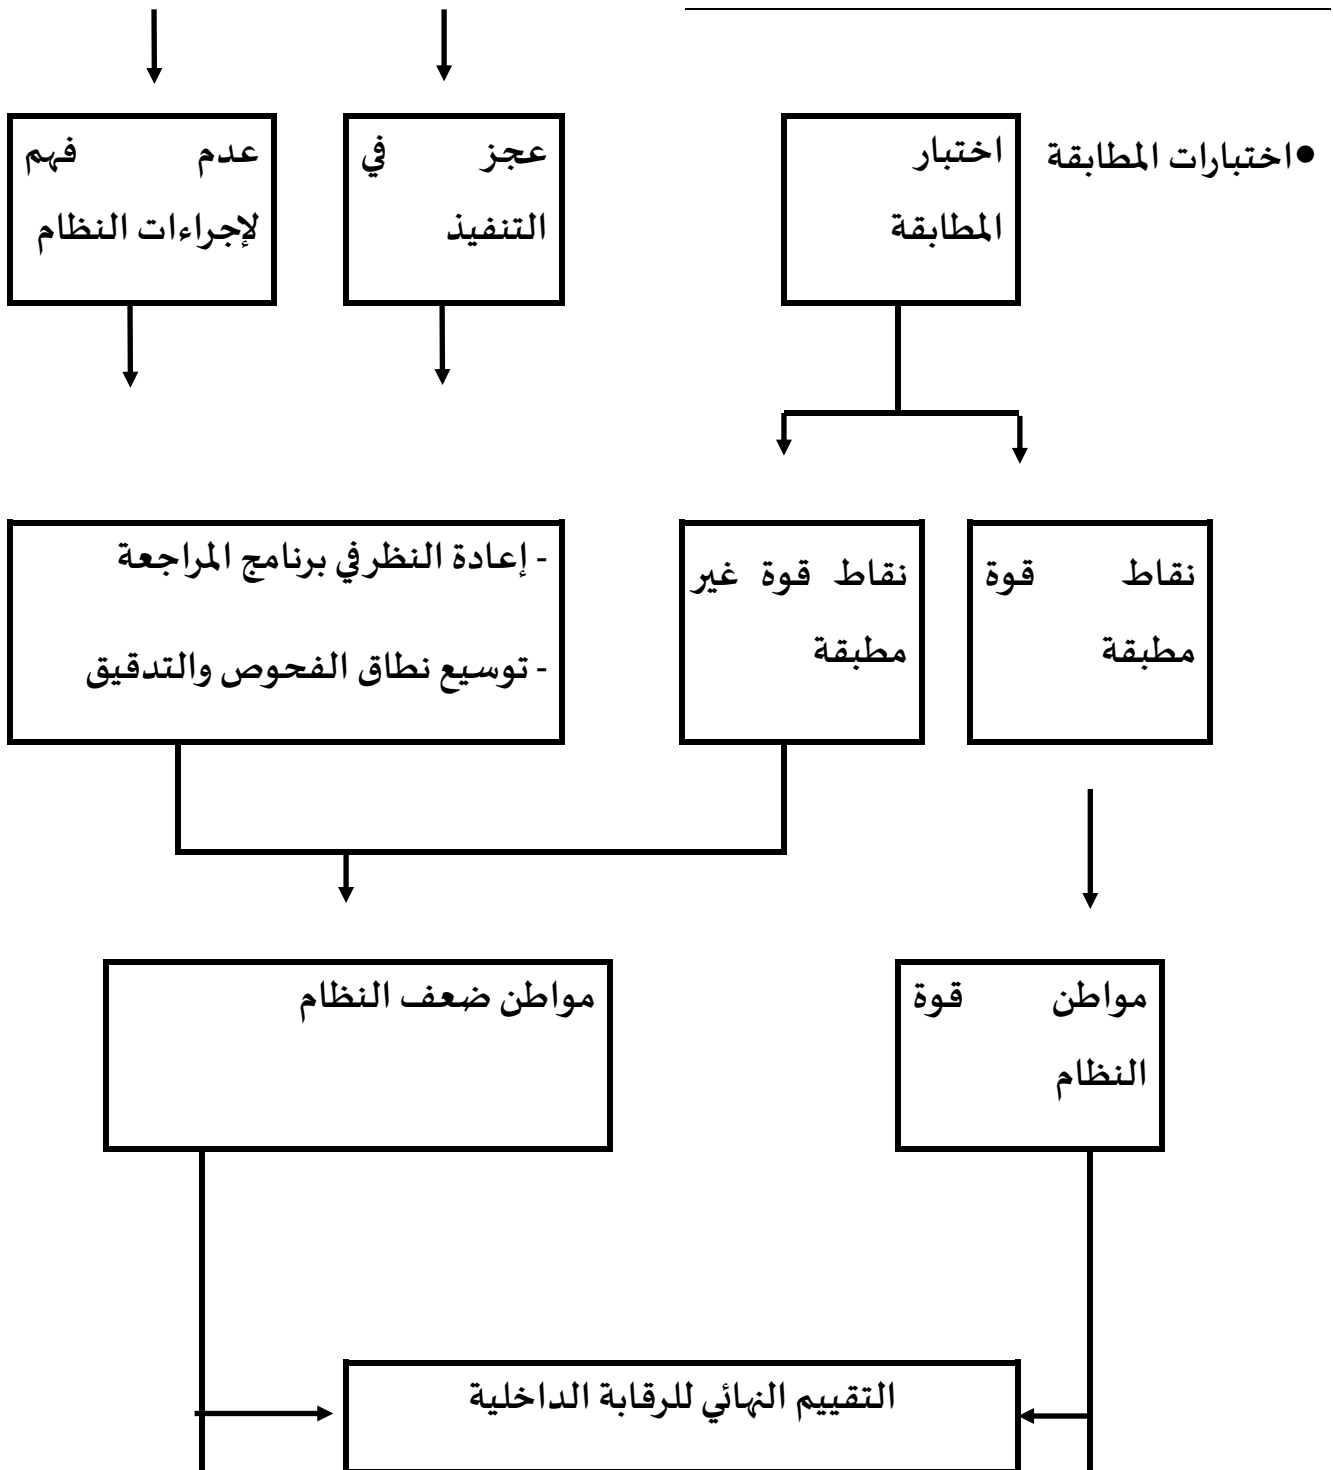 ●اختبارات المطابقة
اختبار
المطابقة
عجز في
التنفيذ
عدم فهم
لإجراءات النظام
نقاط قوة
مطبقة
نقاط قوة غير
مطبقة
- إعادة النظر في برنامج المراجعة
- توسيع نطاق الفحوص والتدقيق
مواطن قوة
النظام
مواطن ضعف النظام
التقييم النهائي للرقابة الداخلية